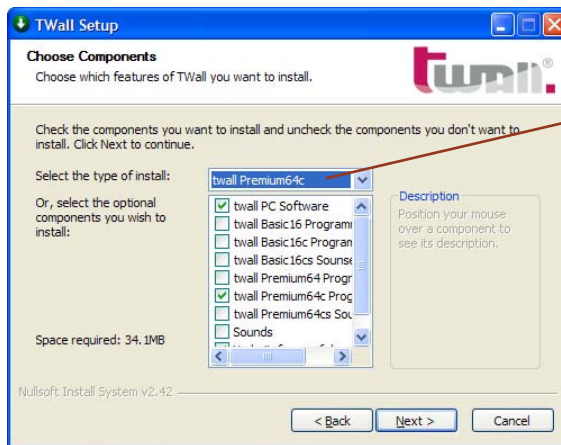 TWall Setup
Choose Components
Choose which features of TWall you want to install.
twall®
Check the components you want to install and uncheck the components you don't want to
install. Click Next to continue.
Select the type of install:
twall Premium64c
Or, select the optional
components you wish to
install:
twall PC Software
twall Basic16 Programm
twall Basic16c Program
twall Basic16cs Sounse
twall Premium64 Progr
twall Premium64c Prog
twall Premium64cs Sou
Sounds
Description
Position your mouse
over a component to
see its description.
Space required: 34.1MB
Nullsoft Install System v2.42
< Back
Next >
Cancel